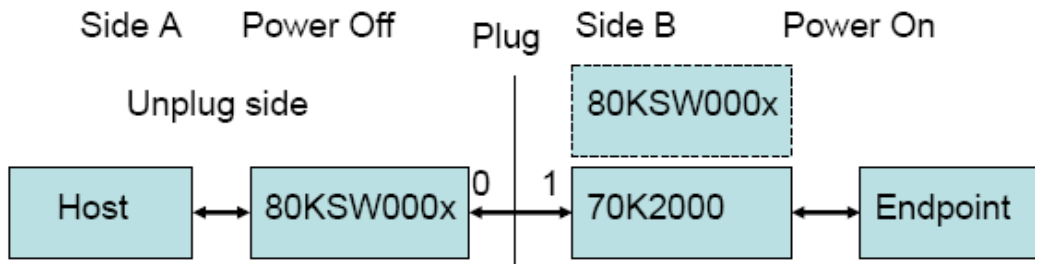 Side A Power Off Plug Side B Power On
Unplug side 80KSW000x
Host 80KSW000x 0 1 70K2000 Endpoint